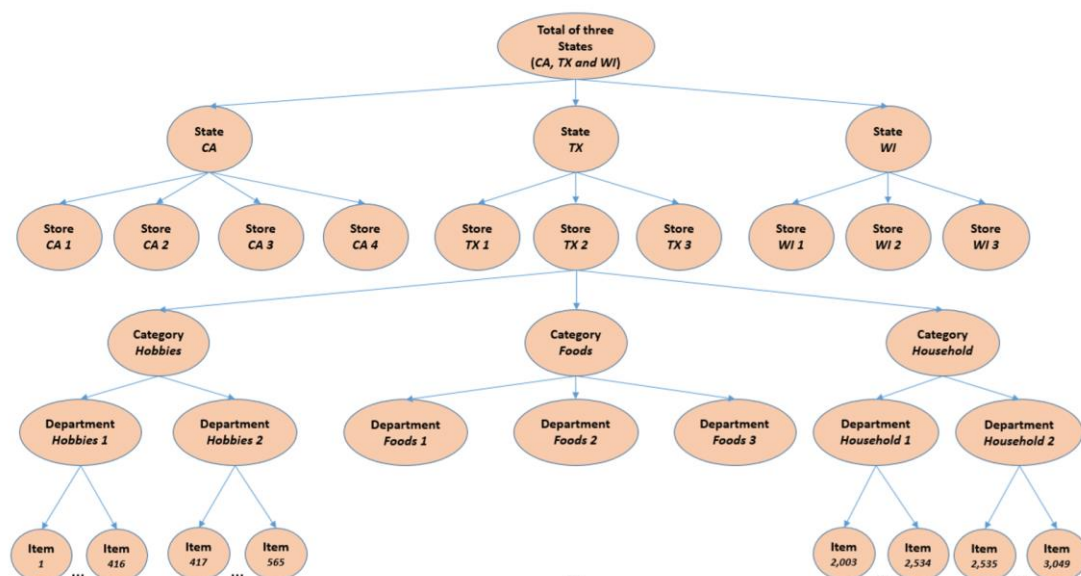 Total of three
States
(CA, TX and WI)
State
CA
State
TX
State
WI
Store
CA 1
Store
CA 2
Store
CA 3
Store
CA 4
Store
TX 1
Store
TX 2
Store
TX 3
Store
WI 1
Store
WI 2
Store
WI 3
Category
Hobbies
Category
Foods
Category
Household
Department
Hobbies 1
Department
Hobbies 2
Department
Foods 1
Department
Foods 2
Department
Foods 3
Department
Household 1
Department
Household 2
Item
1
...
Item
416
Item
417
...
Item
565
Item
2,003
Item
2,534
Item
2,535
Item
3,049